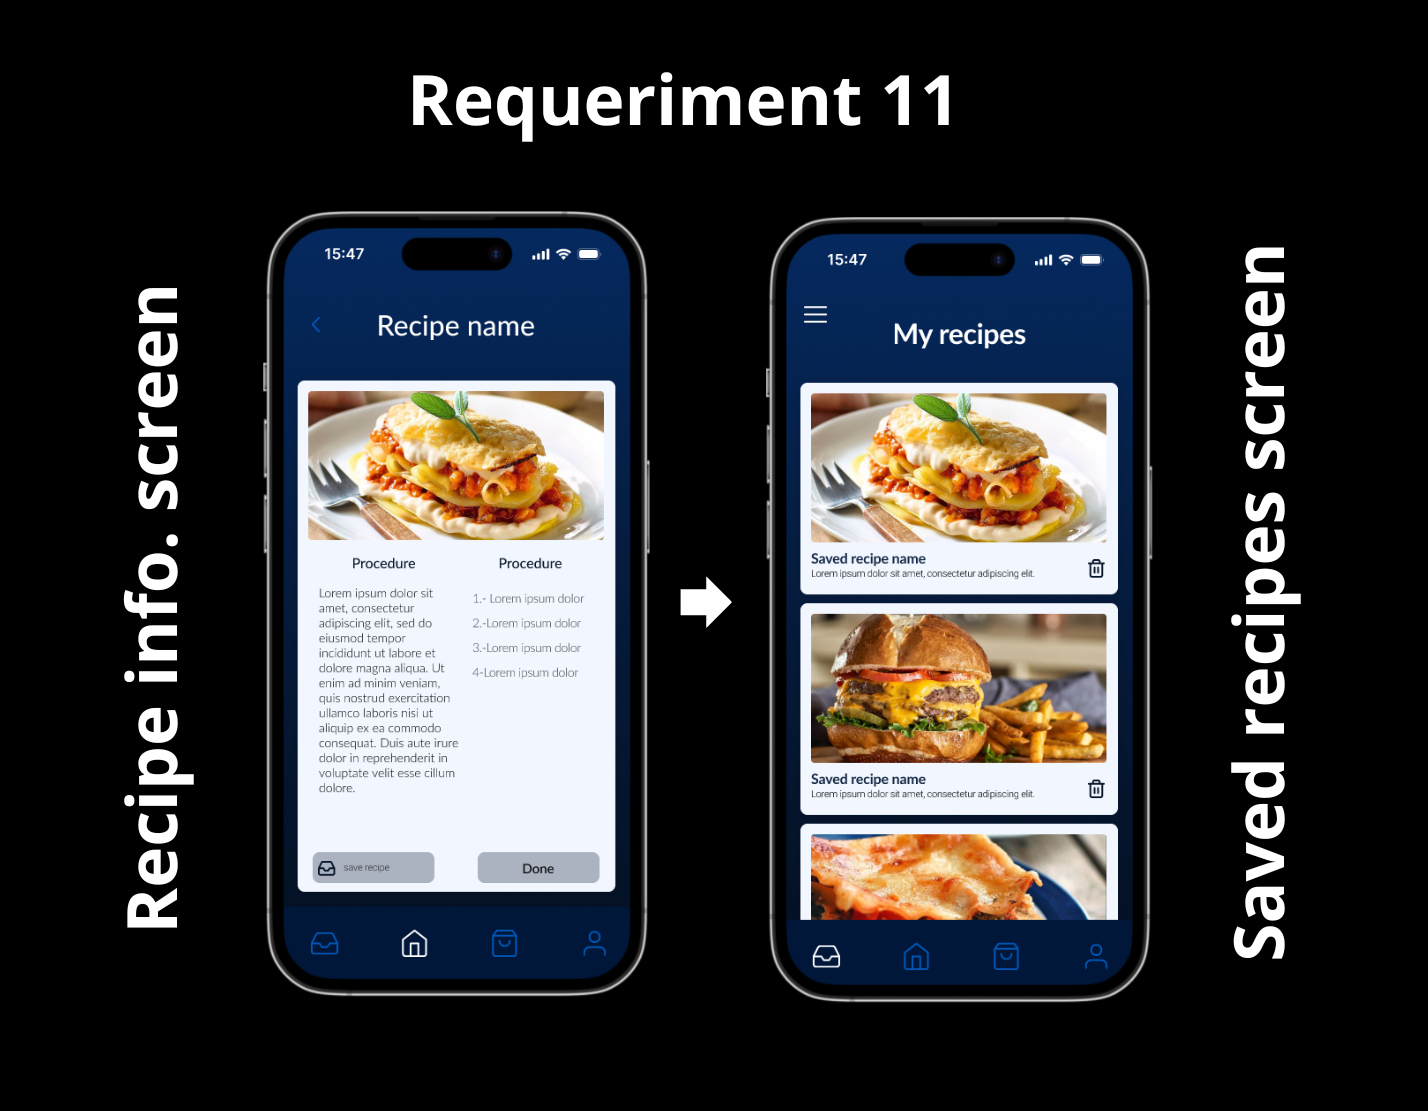 Requeriment 11
Recipe info. screen
15:47
Recipe name
Procedure
Lorem ipsum dolor sit
amet, consectetur
adipiscing elit, sed do
eiusmod tempor
incididunt ut labore et
dolore magna aliqua. Ut
enim ad minim veniam,
quis nostrud exercitation
ullamco laboris nisi ut
aliquip ex ea commodo
consequat. Duis aute irure
dolor in reprehenderit in
voluptate velit esse cillum
dolore.
Procedure
1.- Lorem ipsum dolor
2.-Lorem ipsum dolor
3.-Lorem ipsum dolor
4-Lorem ipsum dolor
save recipe
Done
15:47
My recipes
Saved recipe name
Lorem ipsum dolor sit amet, consectetur adipiscing elit.
Saved recipe name
Lorem ipsum dolor sit amet, consectetur adipiscing elit.
Saved recipes screen